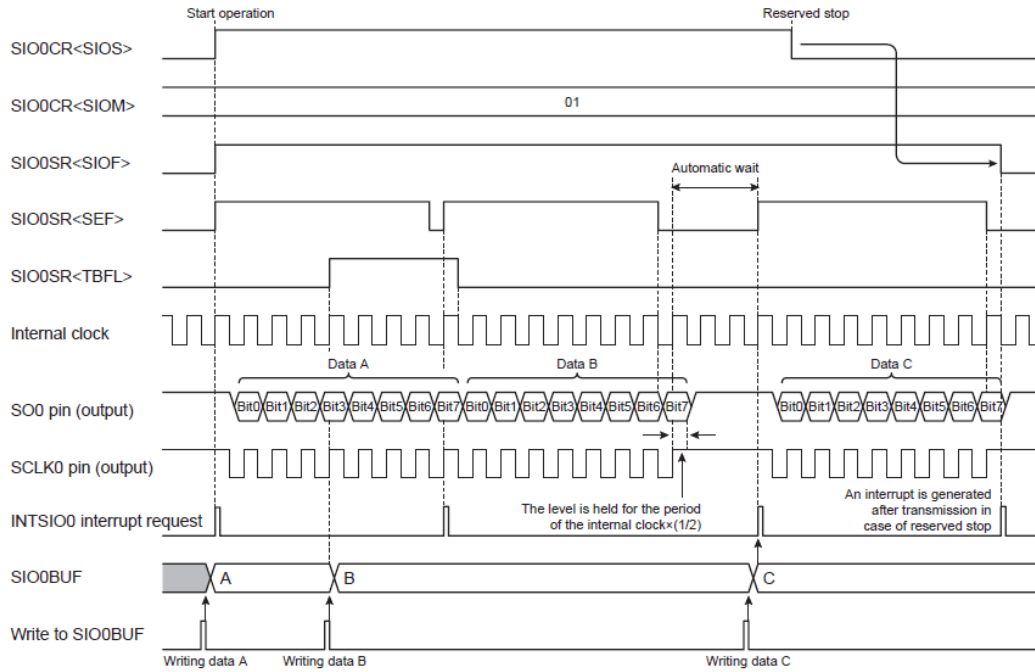 Start operation
Reserved stop
SIO0CR<SIOS>
SIO0CR<SIOM>
01
SIO0SR<SIOF>
Automatic wait
SIO0SR<SEF>
SIO0SR<TBFL>
Internal clock
Data A
Data B
Data C
SO0 pin (output)
Bit0 Bit1 Bit2 Bit3 Bit4 Bit5 Bit6 Bit7 Bit0 Bit1 Bit2 Bit3 Bit4 Bit5 Bit6 Bit7 Bit0 Bit1 Bit2 Bit3 Bit4 Bit5 Bit6 Bit7
SCLK0 pin (output)
INTSIO0 interrupt request
The level is held for the period
of the internal clock×(1/2)
An interrupt is generated
after transmission in
case of reserved stop
SIO0BUF
A
B
C
Write to SIO0BUF
Writing data A
Writing data B
Writing data C